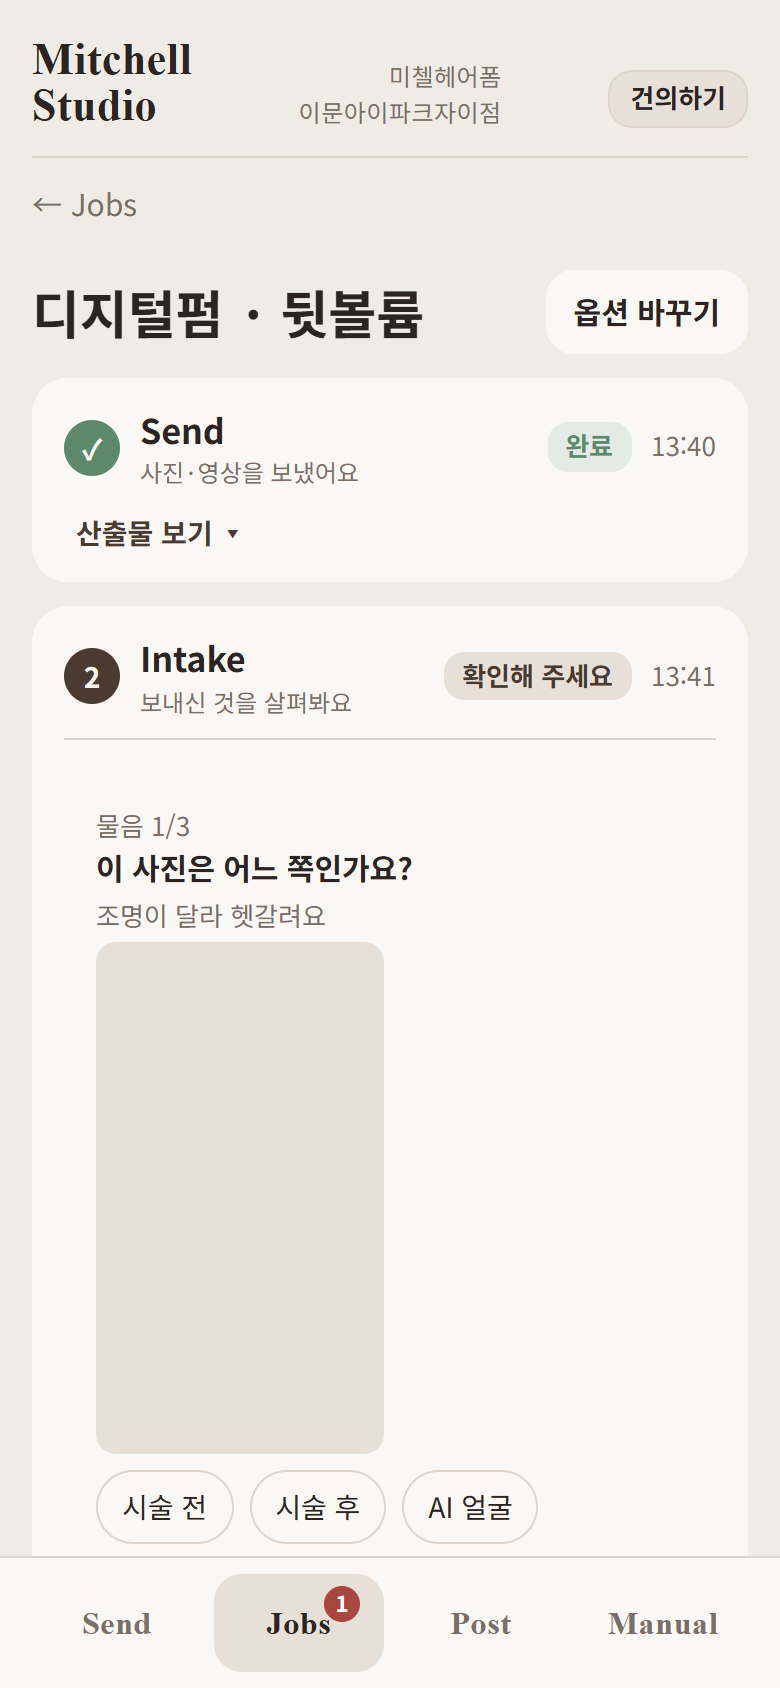 Mitchell
Studio
미첼헤어폼
이문아이파크자이점
건의하기
← Jobs
디지털펌 · 뒷볼륨
옵션 바꾸기
✓
Send
사진·영상을 보냈어요
완료
13:40
산출물 보기 ▾
2
Intake
보내신 것을 살펴봐요
확인해 주세요
13:41
물음 1/3
이 사진은 어느 쪽인가요?
조명이 달라 헷갈려요
시술 전
시술 후
AI 얼굴
Send
Jobs
1
Post
Manual